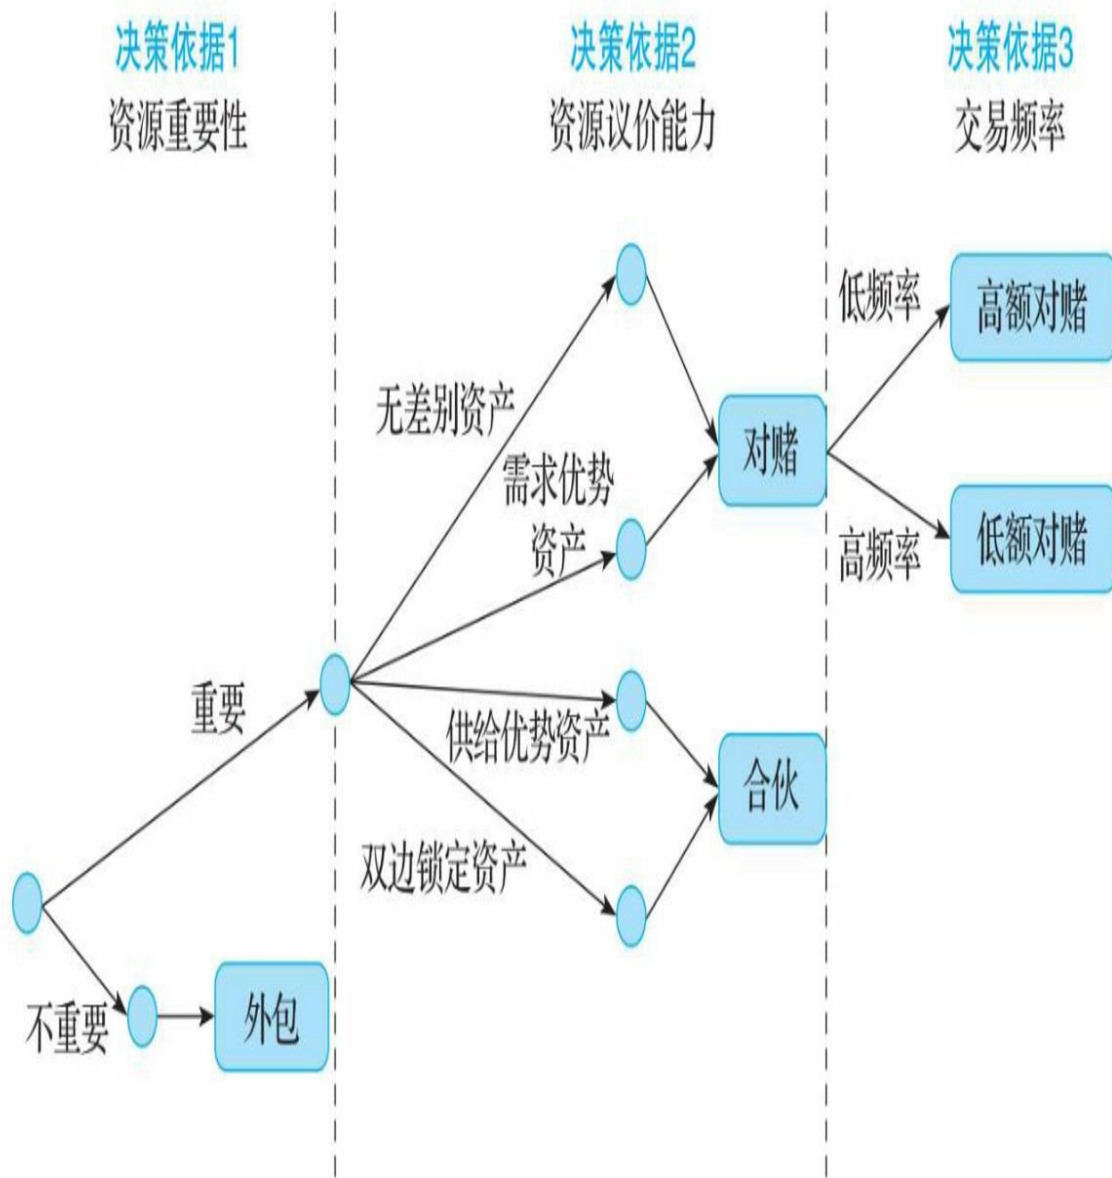 决策依据1
资源重要性
决策依据2
资源议价能力
决策依据3
交易频率
无差别资产
需求优势
资产
供给优势资产
双边锁定资产
重要
不重要
外包
对赌
合伙
低频率
高频率
高额对赌
低额对赌